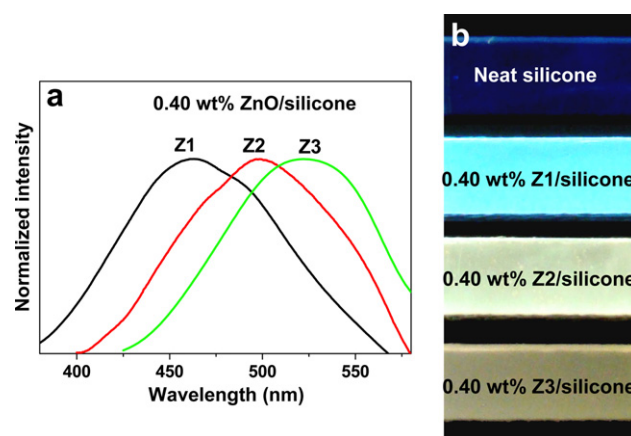 a
0.40 wt% ZnO/silicone
Z1 Z2 Z3
Normalized intensity
400 450 500 550
Wavelength (nm)
b
Neat silicone
0.40 wt% Z1/silicone
0.40 wt% Z2/silicone
0.40 wt% Z3/silicone